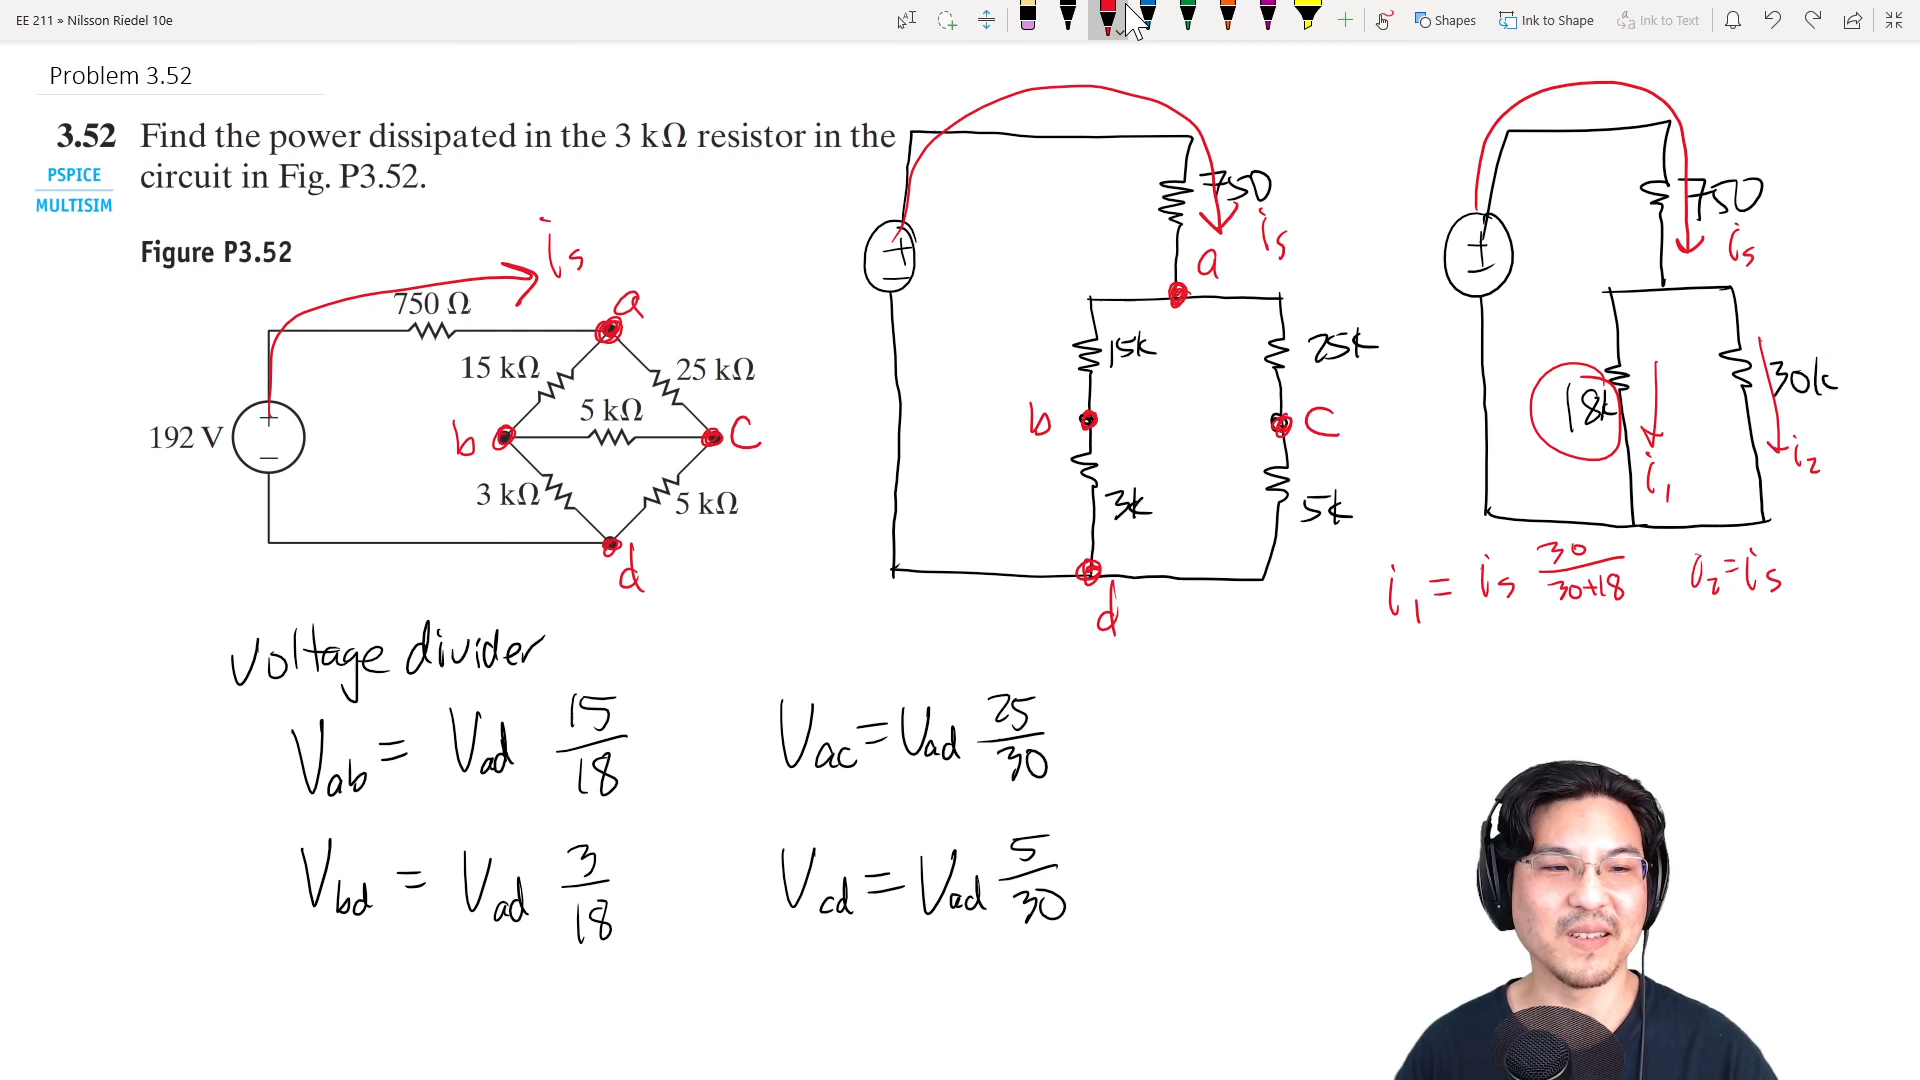 EE 211 » Nilsson Riedel 10e
Shapes
Ink to Shape
Ink to Text
Problem 3.52
3.52 Find the power dissipated in the 3 kΩ resistor in the
circuit in Fig. P3.52.
PSPICE
MULTISIM
Figure P3.52
is
750 Ω
a
15 kΩ
25 kΩ
5 kΩ
192 V
+
−
b
c
3 kΩ
5 kΩ
d
750
is
a
+
−
15k
25k
b
c
3k
5k
d
750
is
+
−
18k
30k
i1
i2
i1 = is 30/30+18
i2 = is
Voltage divider
Vab = Vad 15/18
Vac = Vad 25/30
Vbd = Vad 3/18
Vcd = Vad 5/30